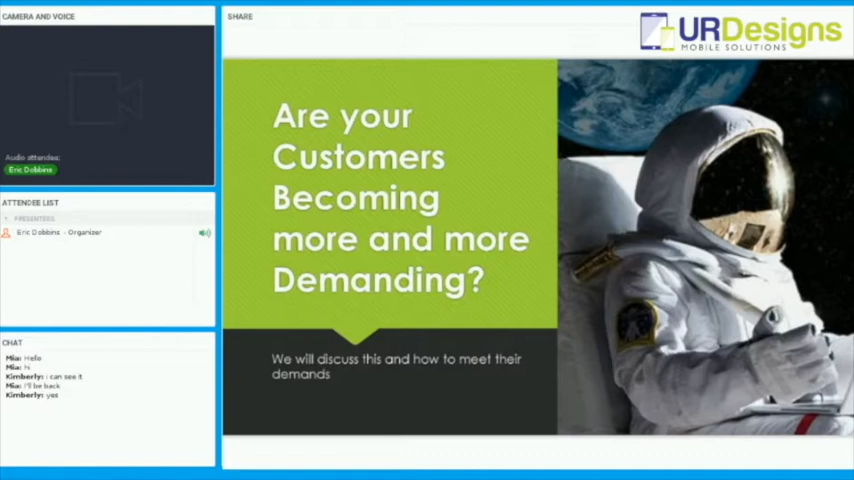 CAMERA AND VOICE
Audio attendee:
Eric Dobbins
ATTENDEE LIST
PRESENTERS
Eric Dobbins - Organizer
CHAT
Mia: Hello
Mia: hi
Kimberly: i can see it
Mia: I'll be back
Kimberly: yes
SHARE
URDesigns
MOBILE SOLUTIONS
Are your
Customers
Becoming
more and more
Demanding?
We will discuss this and how to meet their
demands